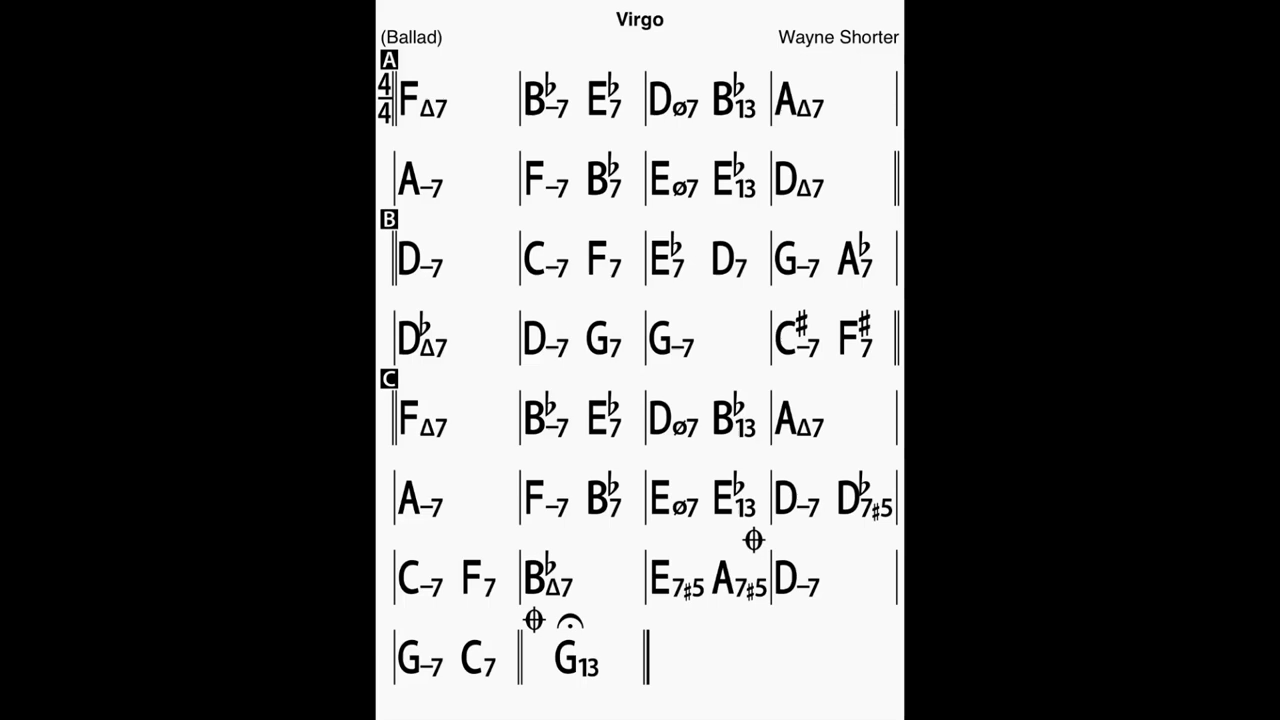 Virgo
(Ballad) Wayne Shorter
A
4/4 FΔ7 | B♭–7 E♭7 | Dø7 B♭13 | AΔ7
A–7 | F–7 B♭7 | Eø7 E♭13 | DΔ7
B
D–7 | C–7 F7 | E♭7 D7 | G–7 A♭7
D♭Δ7 | D–7 G7 | G–7 | C♯–7 F♯7
C
FΔ7 | B♭–7 E♭7 | Dø7 B♭13 | AΔ7
A–7 | F–7 B♭7 | Eø7 E♭13 | D–7 D♭7♯5
C–7 F7 | B♭Δ7 | E7♯5 A7♯5 | D–7
G–7 C7 | G13